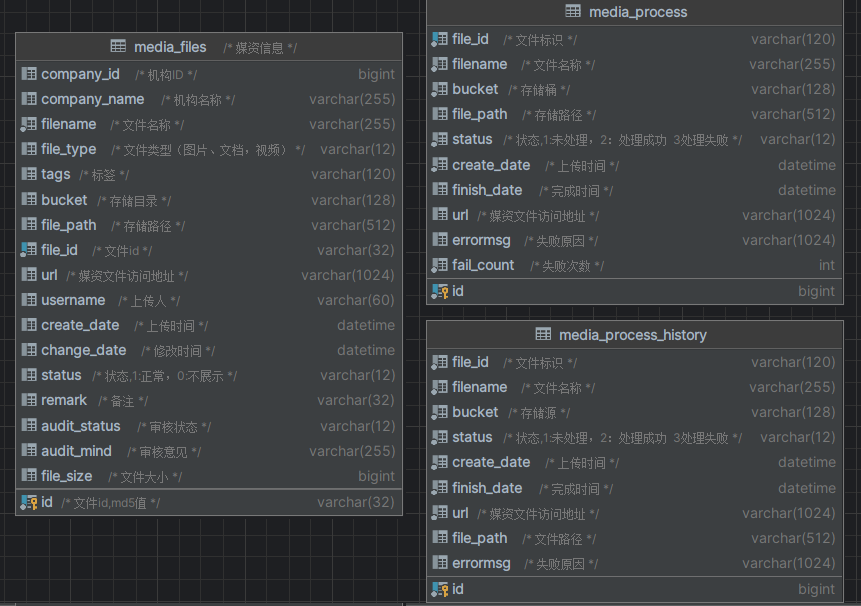 media_files /* 媒资信息 */
company_id /* 机构ID */ bigint
company_name /* 机构名称 */ varchar(255)
filename /* 文件名称 */ varchar(255)
file_type /* 文件类型（图片、文档，视频） */ varchar(12)
tags /* 标签 */ varchar(120)
bucket /* 存储目录 */ varchar(128)
file_path /* 存储路径 */ varchar(512)
file_id /* 文件id */ varchar(32)
url /* 媒资文件访问地址 */ varchar(1024)
username /* 上传人 */ varchar(60)
create_date /* 上传时间 */ datetime
change_date /* 修改时间 */ datetime
status /* 状态,1:正常，0:不展示 */ varchar(12)
remark /* 备注 */ varchar(32)
audit_status /* 审核状态 */ varchar(12)
audit_mind /* 审核意见 */ varchar(255)
file_size /* 文件大小 */ bigint
id /* 文件id,md5值 */ varchar(32)
media_process
file_id /* 文件标识 */ varchar(120)
filename /* 文件名称 */ varchar(255)
bucket /* 存储桶 */ varchar(128)
file_path /* 存储路径 */ varchar(512)
status /* 状态,1:未处理，2：处理成功 3处理失败 */ varchar(12)
create_date /* 上传时间 */ datetime
finish_date /* 完成时间 */ datetime
url /* 媒资文件访问地址 */ varchar(1024)
errormsg /* 失败原因 */ varchar(1024)
fail_count /* 失败次数 */ int
id bigint
media_process_history
file_id /* 文件标识 */ varchar(120)
filename /* 文件名称 */ varchar(255)
bucket /* 存储源 */ varchar(128)
status /* 状态,1:未处理，2：处理成功 3处理失败 */ varchar(12)
create_date /* 上传时间 */ datetime
finish_date /* 完成时间 */ datetime
url /* 媒资文件访问地址 */ varchar(1024)
file_path /* 文件路径 */ varchar(512)
errormsg /* 失败原因 */ varchar(1024)
id bigint